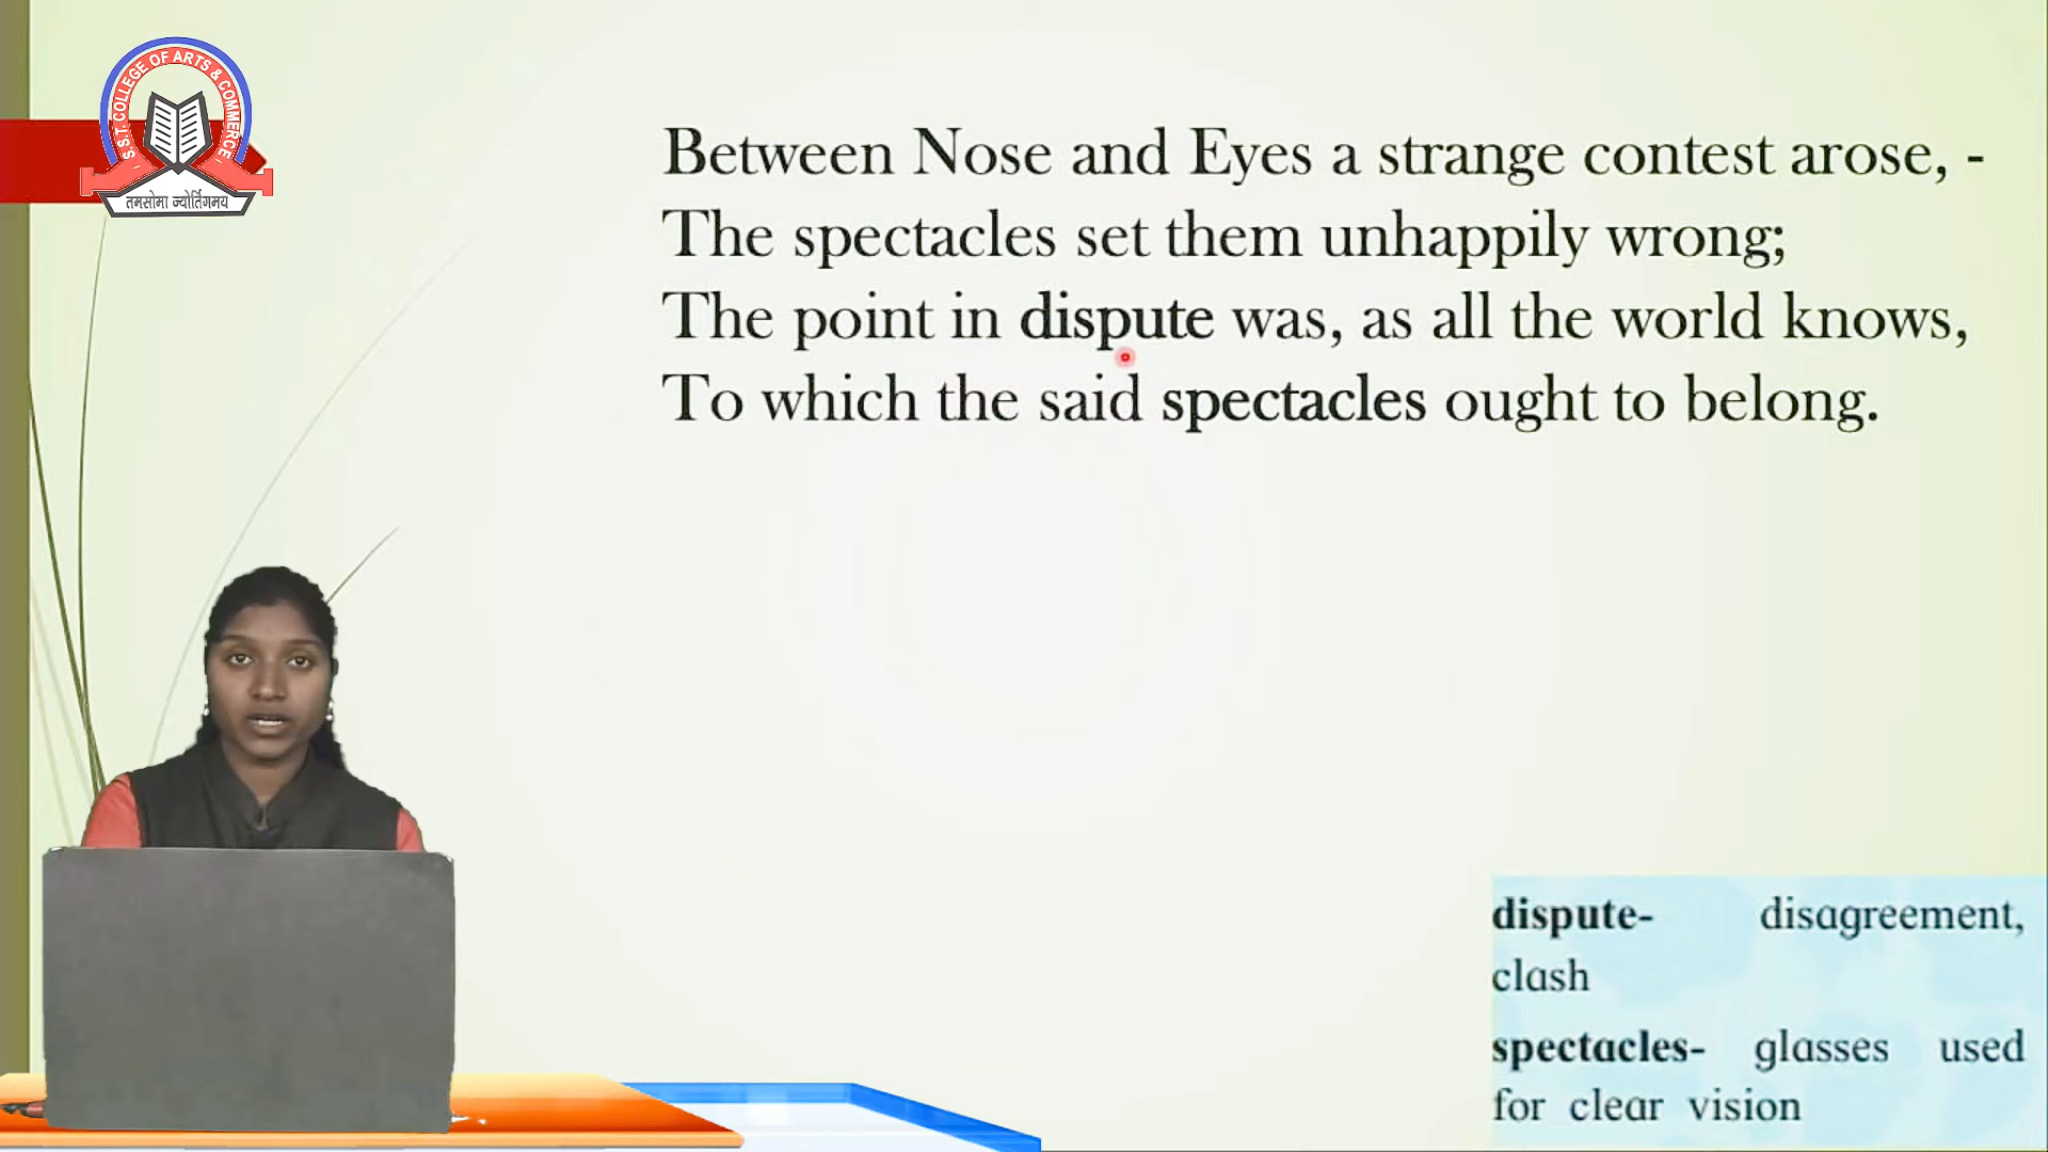 S.S.T. COLLEGE OF ARTS & COMMERCE
तमसोमा ज्योर्तिगमय
Between Nose and Eyes a strange contest arose, -
The spectacles set them unhappily wrong;
The point in dispute was, as all the world knows,
To which the said spectacles ought to belong.
dispute- disagreement,
clash
spectacles- glasses used
for clear vision